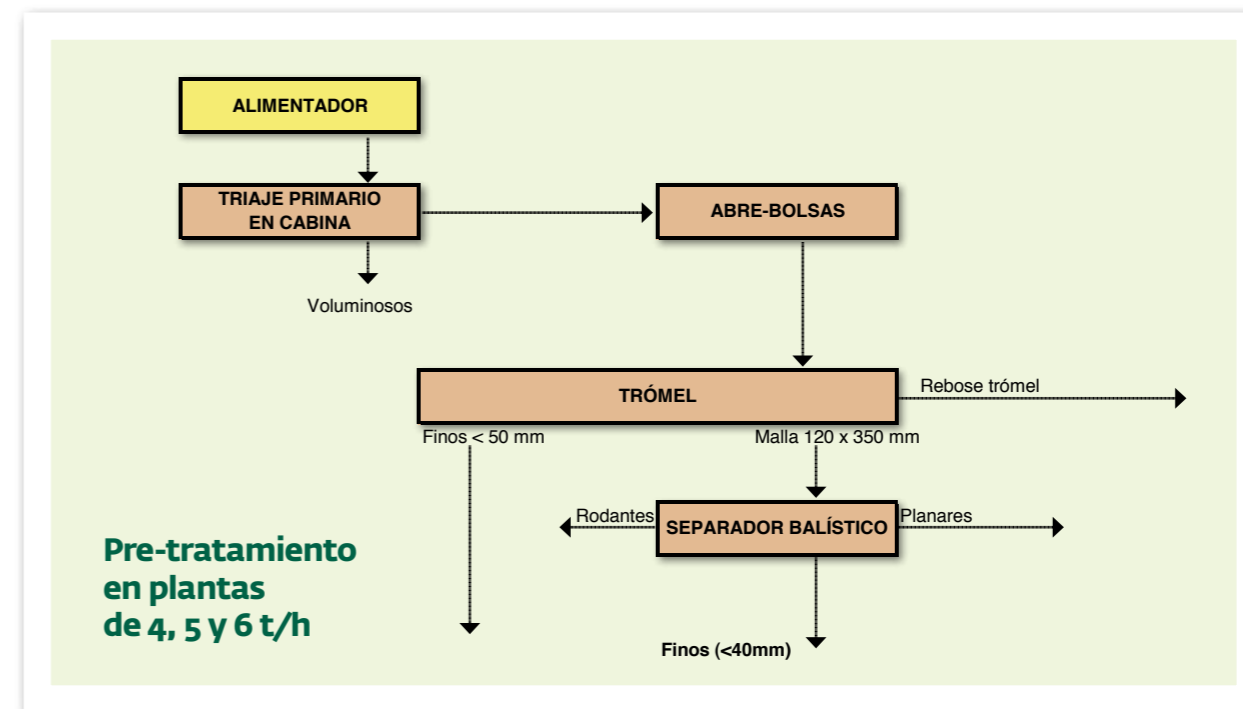 ALIMENTADOR
TRIAJE PRIMARIO
EN CABINA
ABRE-BOLSAS
Voluminosos
TRÓMEL
Rebose trómel
Finos < 50 mm
Malla 120 x 350 mm
Rodantes
SEPARADOR BALÍSTICO
Planares
Pre-tratamiento
en plantas
de 4, 5 y 6 t/h
Finos (<40mm)